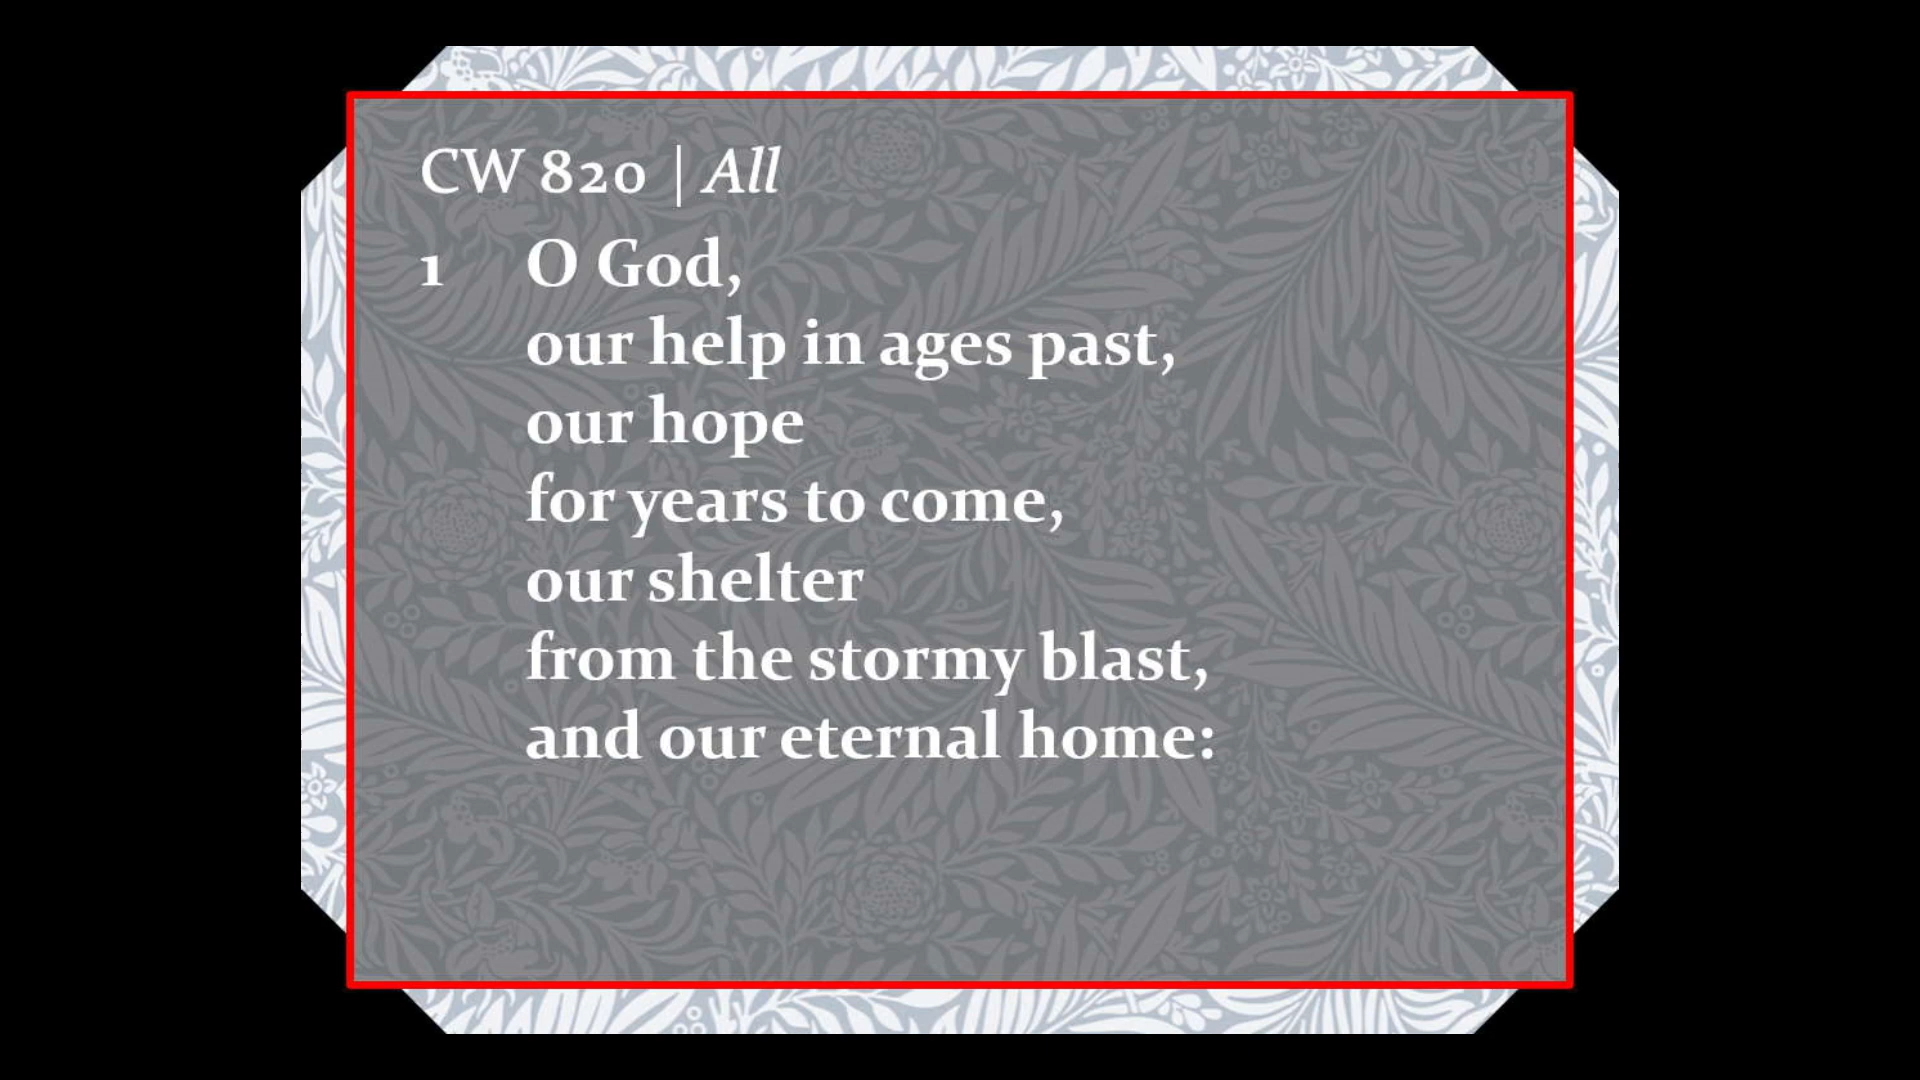 CW 820 | All
1 O God,
our help in ages past,
our hope
for years to come,
our shelter
from the stormy blast,
and our eternal home: